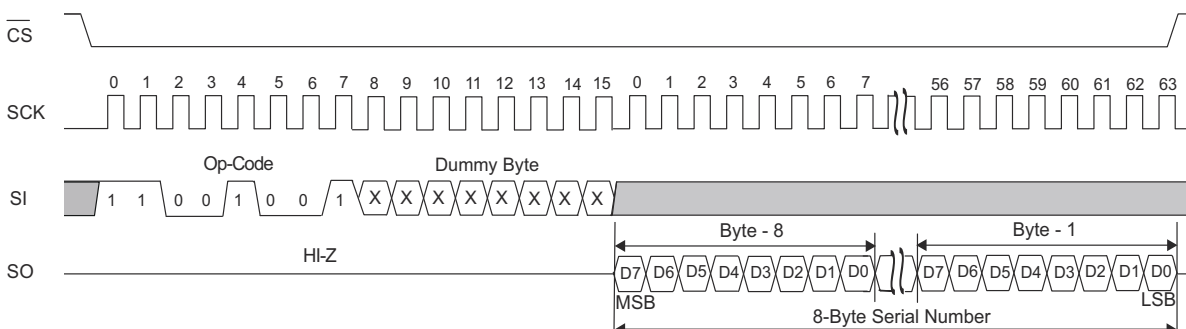 CS
0 1 2 3 4 5 6 7 8 9 10 11 12 13 14 15 0 1 2 3 4 5 6 7 56 57 58 59 60 61 62 63
SCK
Op-Code Dummy Byte
SI 1 1 0 0 1 0 0 1 X X X X X X X X
Byte - 8 Byte - 1
HI-Z
SO D7 D6 D5 D4 D3 D2 D1 D0 D7 D6 D5 D4 D3 D2 D1 D0
MSB LSB
8-Byte Serial Number